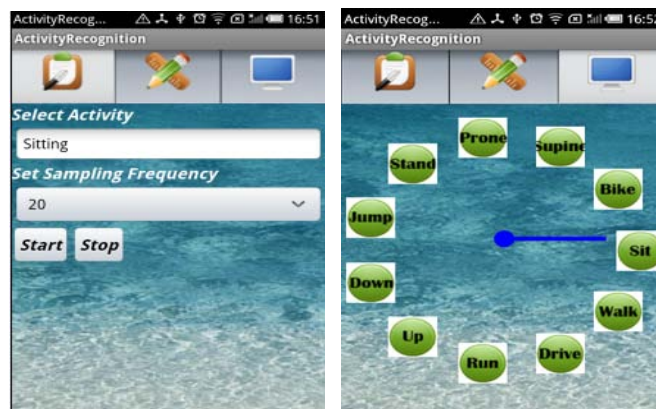 ActivityRecog... 16:51
ActivityRecognition
Select Activity
Sitting
Set Sampling Frequency
20
Start Stop
ActivityRecog... 16:52
ActivityRecognition
Prone
Supine
Stand
Bike
Jump
Sit
Down
Walk
Up
Drive
Run